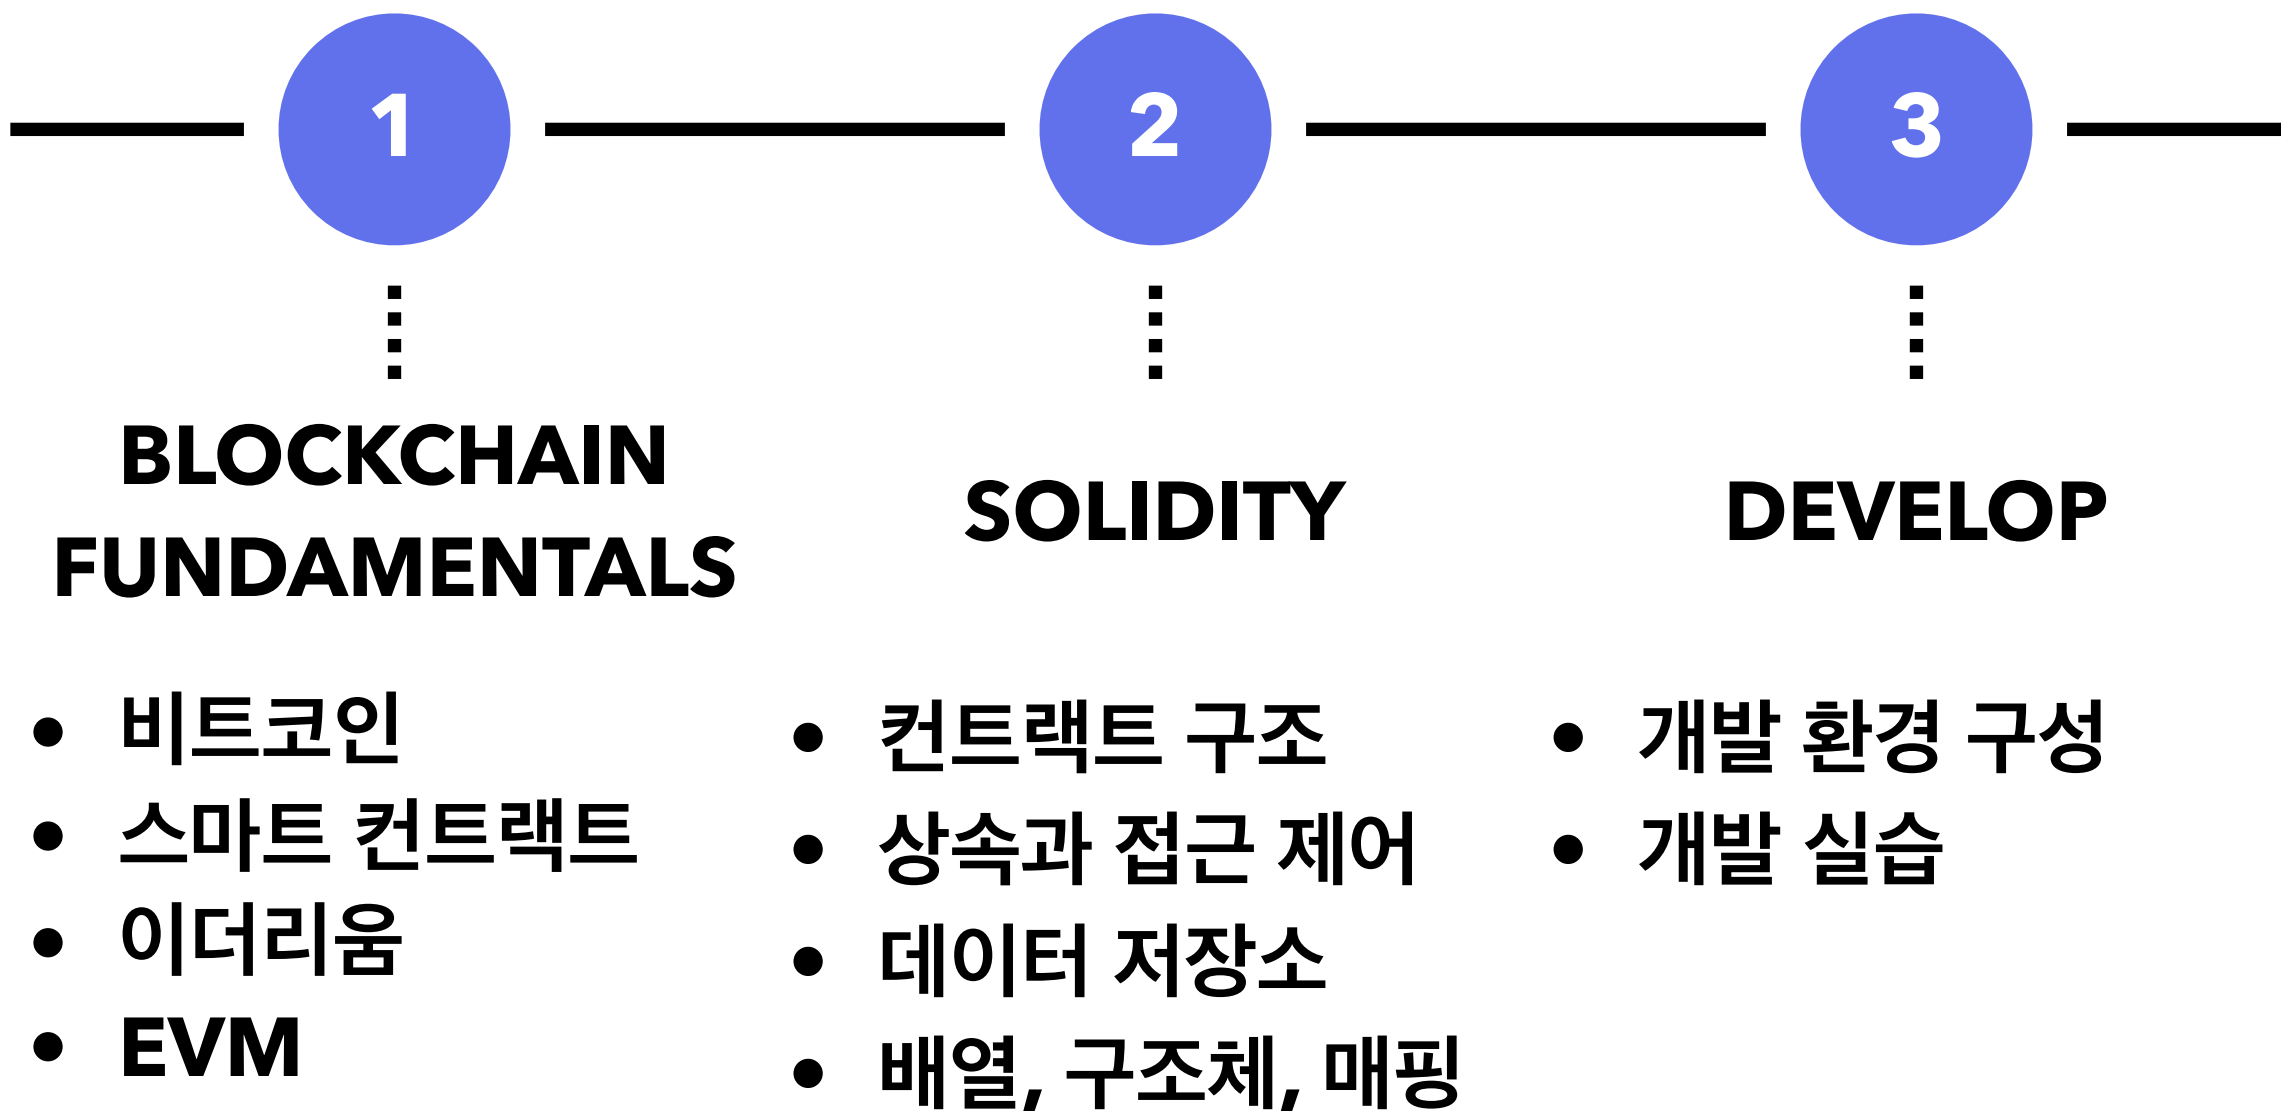 1
2
3
BLOCKCHAIN
FUNDAMENTALS
• 비트코인
• 스마트 컨트랙트
• 이더리움
• EVM
SOLIDITY
• 컨트랙트 구조
• 상속과 접근 제어
• 데이터 저장소
• 배열, 구조체, 매핑
DEVELOP
• 개발 환경 구성
• 개발 실습